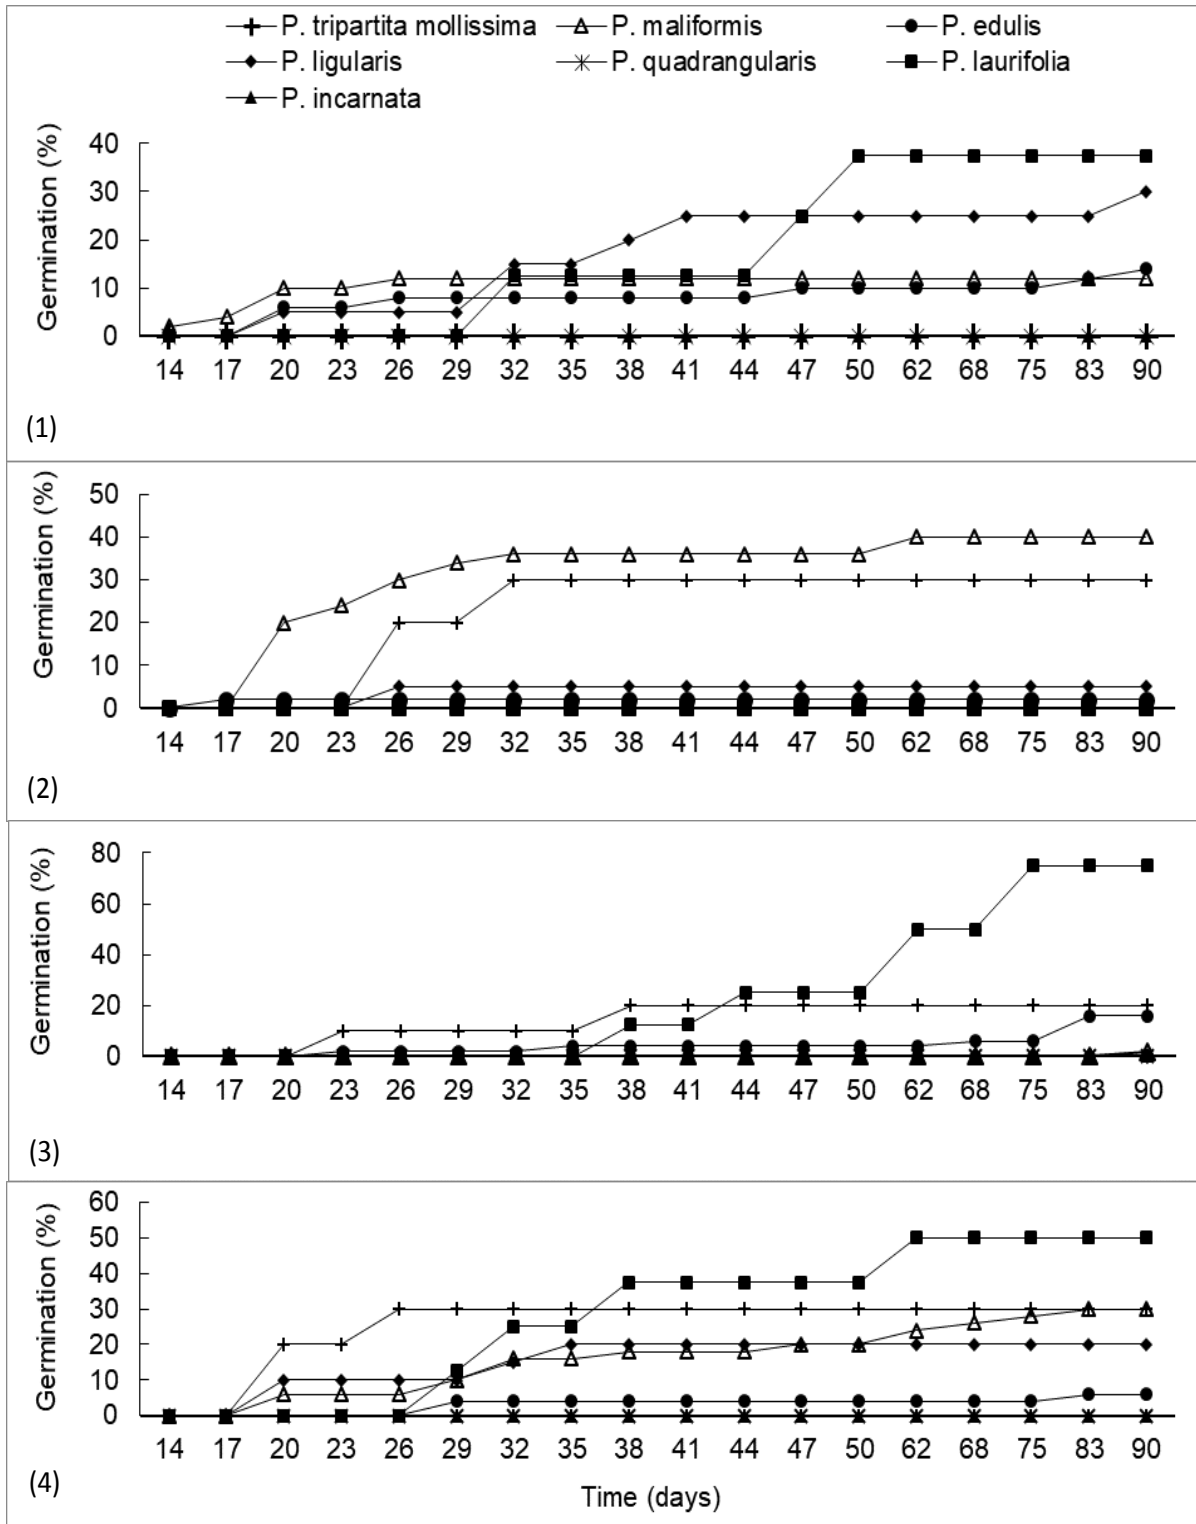 P. tripartita mollissima P. maliformis P. edulis
P. ligularis P. quadrangularis P. laurifolia
P. incarnata
Germination (%)
40
30
20
10
0
14 17 20 23 26 29 32 35 38 41 44 47 50 62 68 75 83 90
(1)
Germination (%)
50
40
30
20
10
0
14 17 20 23 26 29 32 35 38 41 44 47 50 62 68 75 83 90
(2)
Germination (%)
80
60
40
20
0
14 17 20 23 26 29 32 35 38 41 44 47 50 62 68 75 83 90
(3)
Germination (%)
60
50
40
30
20
10
0
14 17 20 23 26 29 32 35 38 41 44 47 50 62 68 75 83 90
(4)
Time (days)